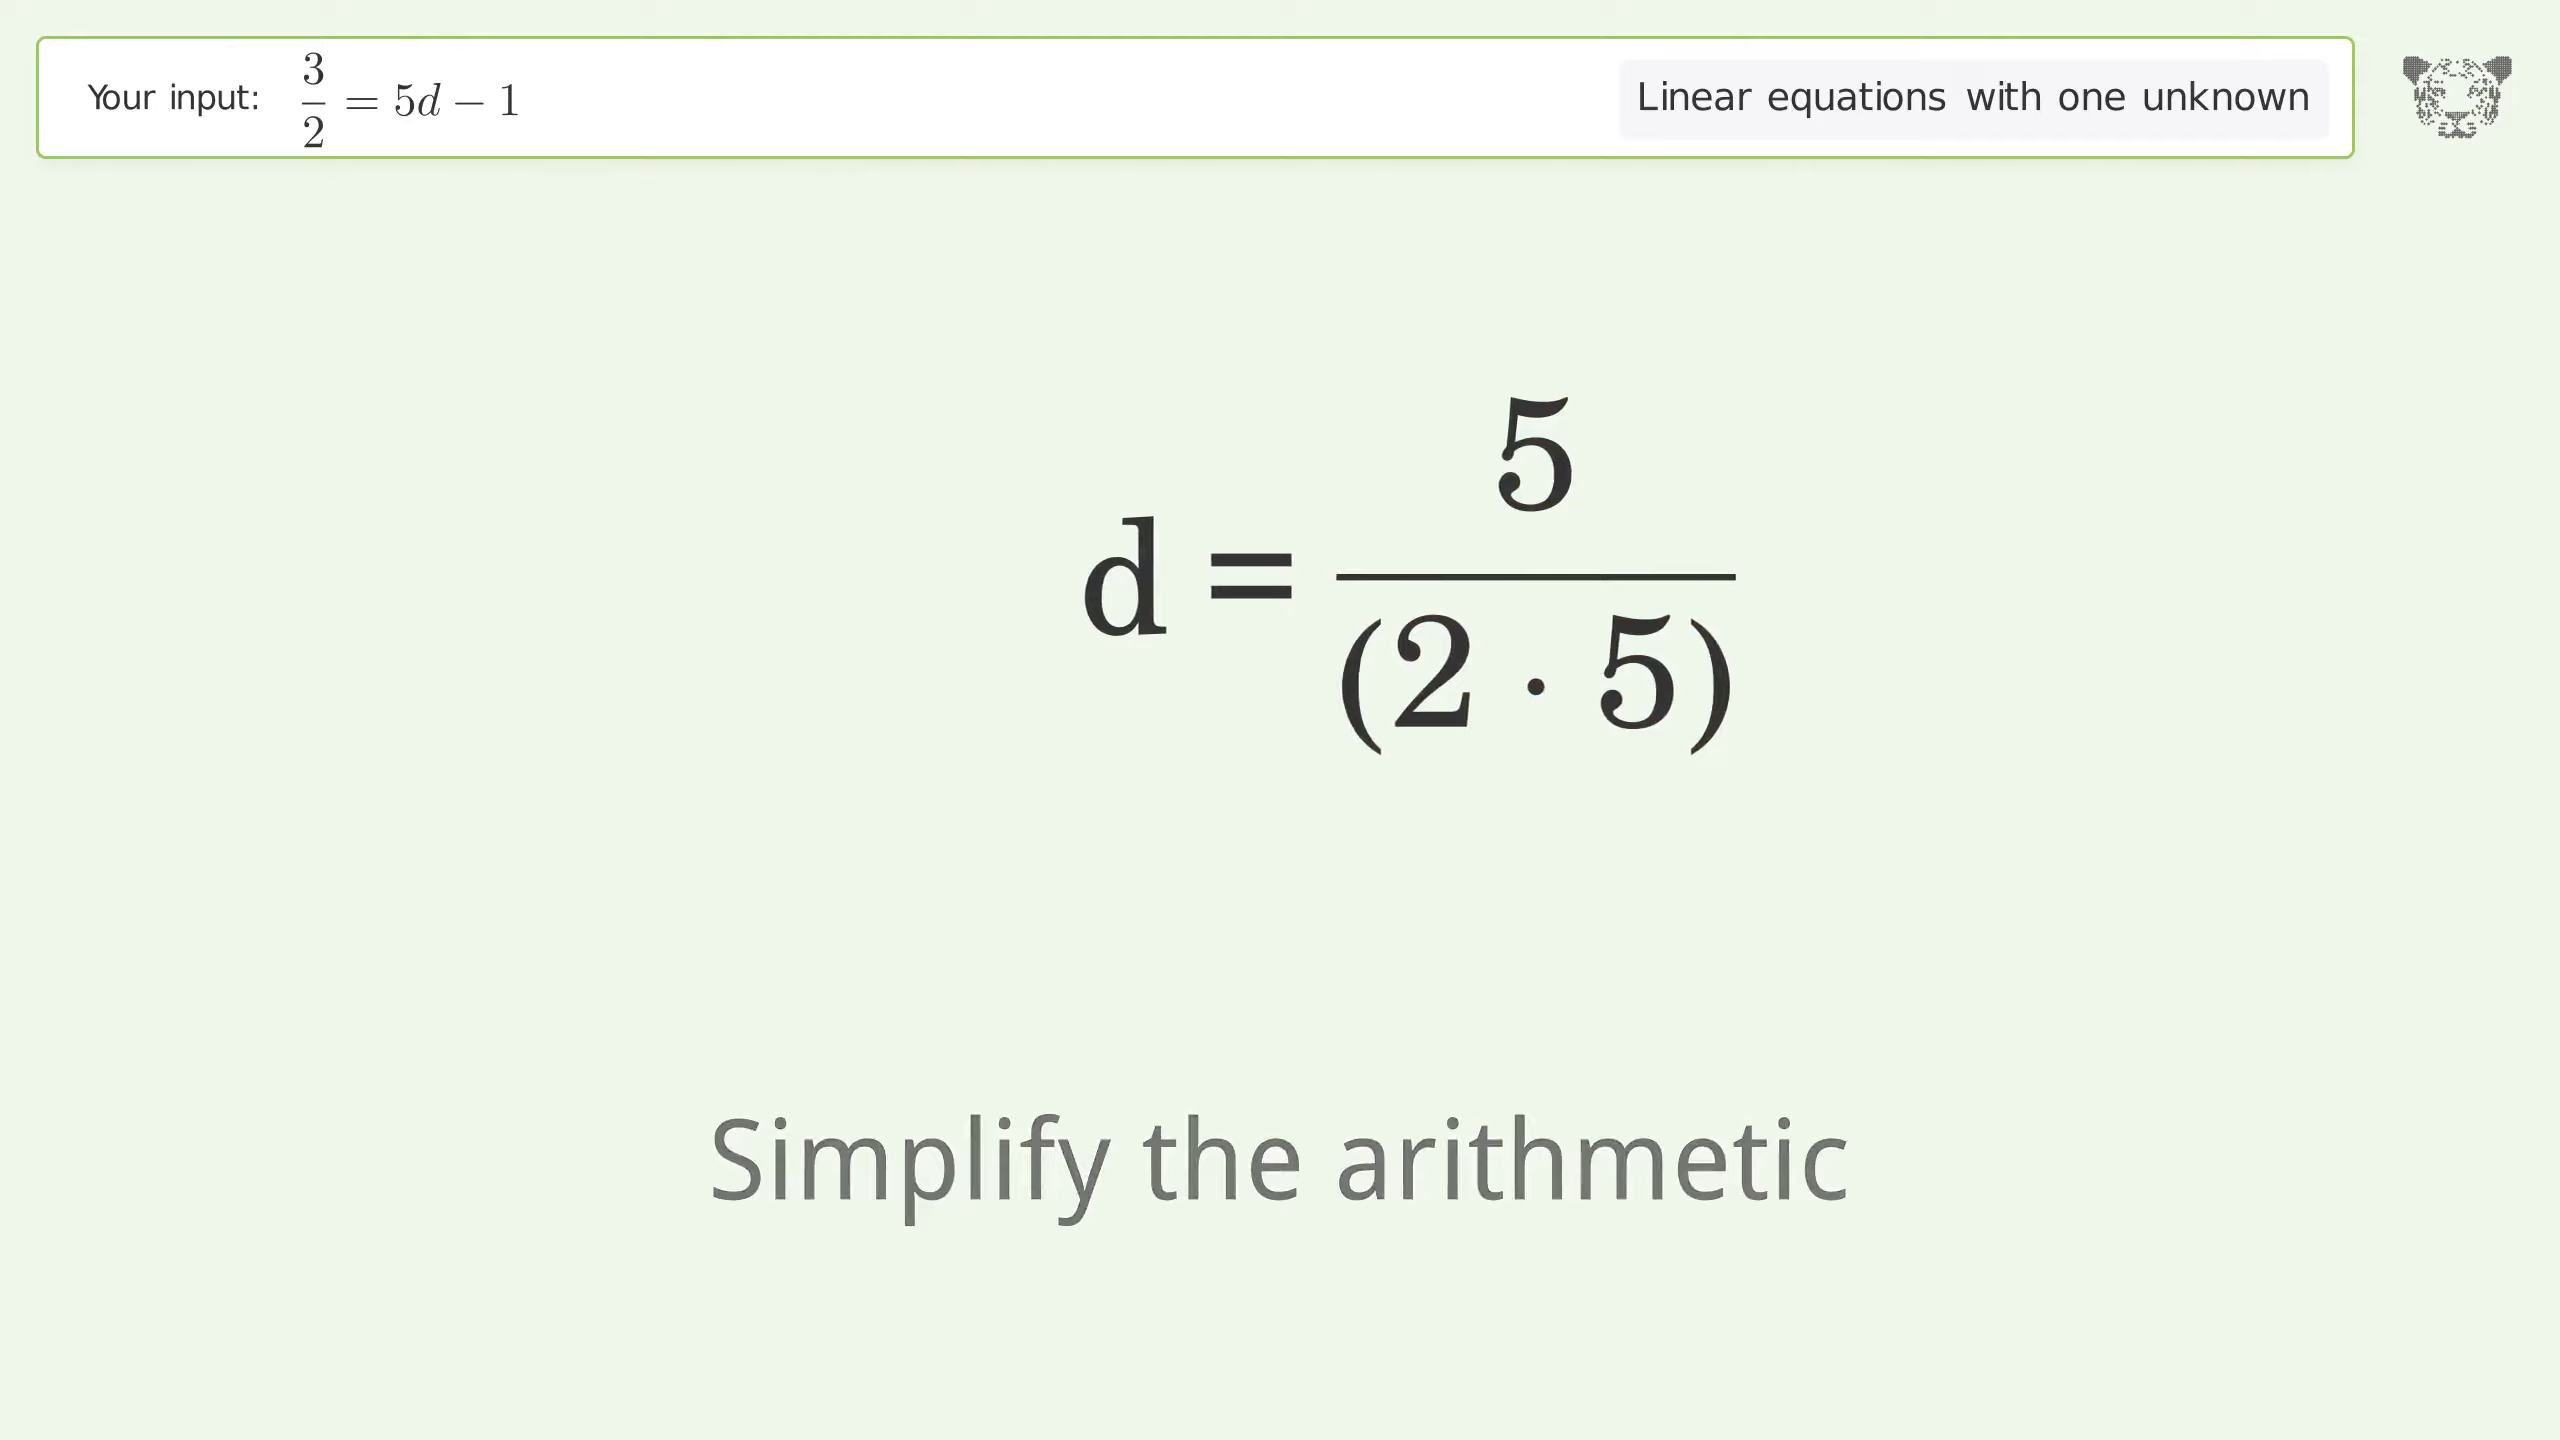 Your input: 3/2 = 5d − 1
Linear equations with one unknown
d = 5/(2 · 5)
Simplify the arithmetic